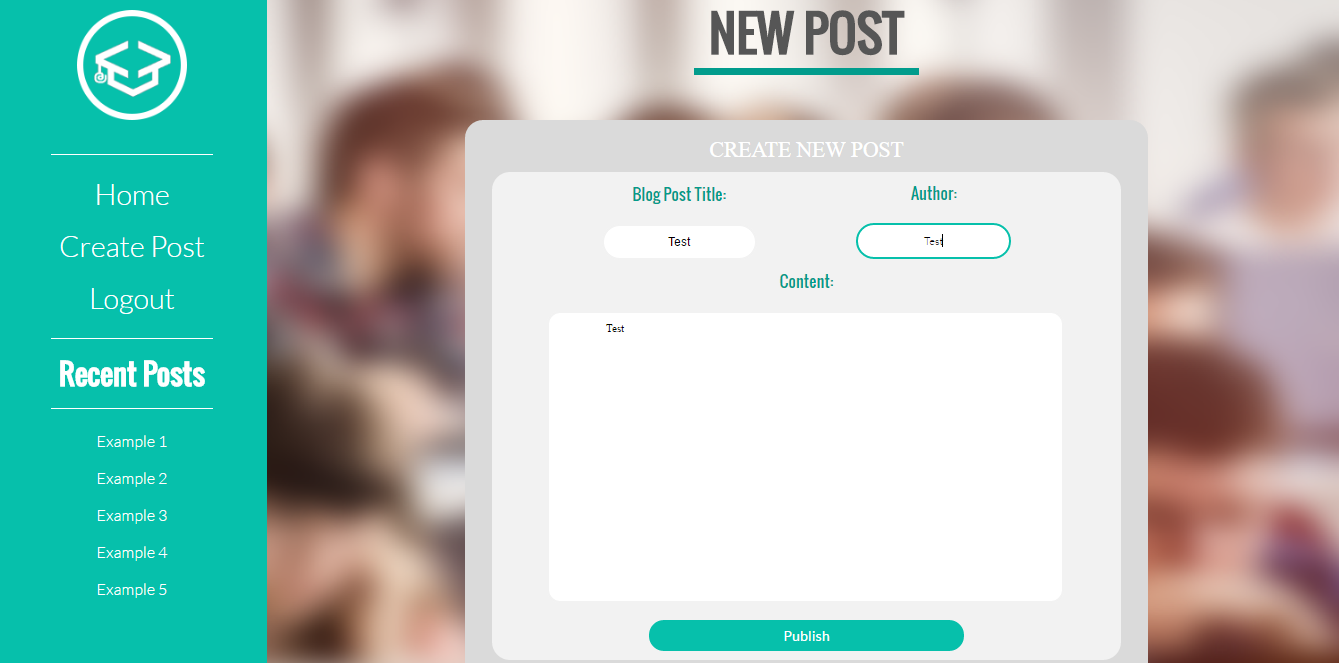 NEW POST
Home
Create Post
Logout
Recent Posts
Example 1
Example 2
Example 3
Example 4
Example 5
CREATE NEW POST
Blog Post Title:
Author:
Test
Test
Content:
Test
Publish